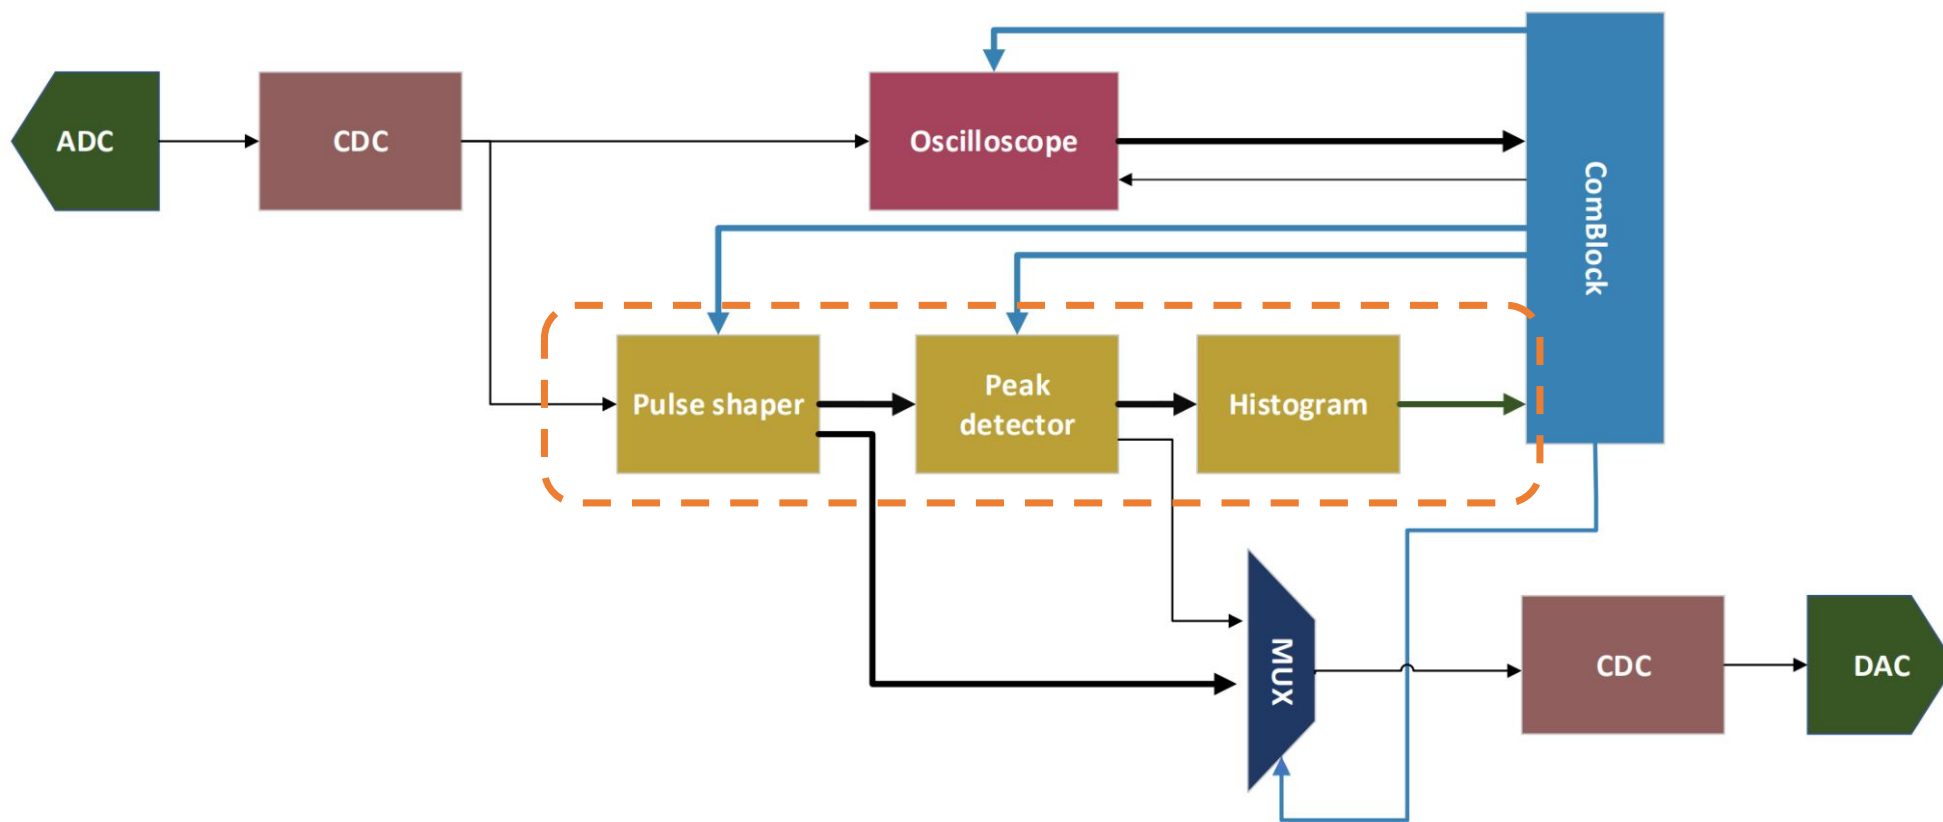 ADC
CDC
Oscilloscope
ComBlock
Pulse shaper
Peak
detector
Histogram
MUX
CDC
DAC